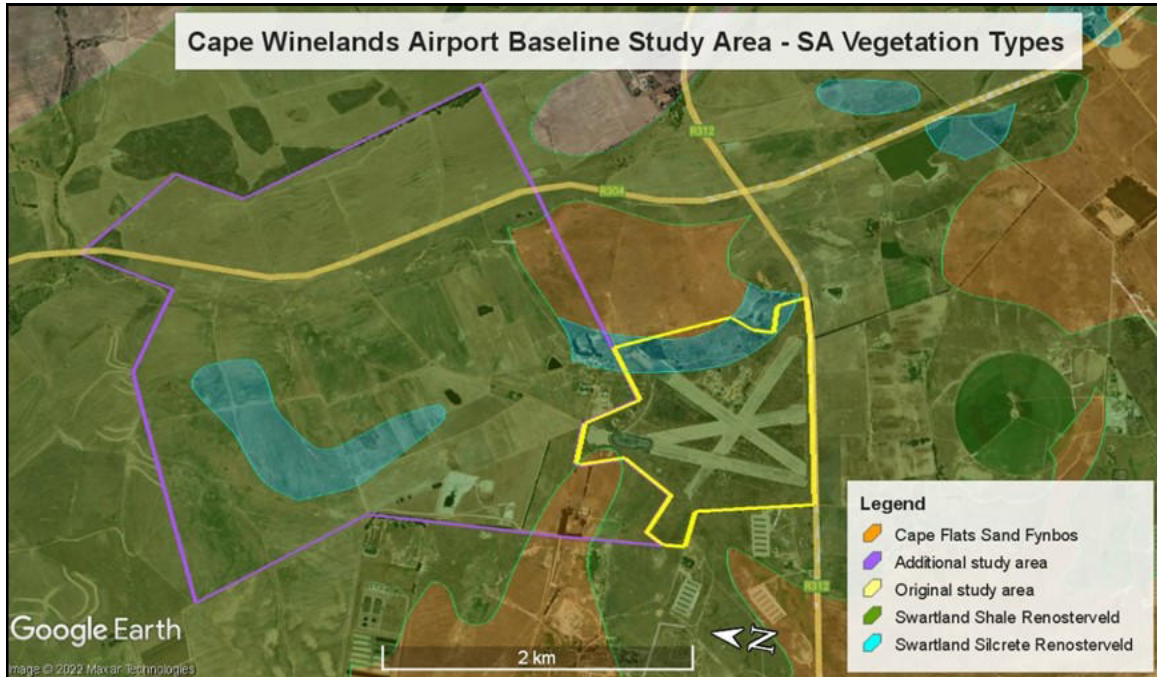 Cape Winelands Airport Baseline Study Area - SA Vegetation Types
R312
R304
Legend
Cape Flats Sand Fynbos
Additional study area
Original study area
Swartland Shale Renosterveld
Swartland Silcrete Renosterveld
R312
N
2 km
Google Earth
Image © 2022 Maxar Technologies